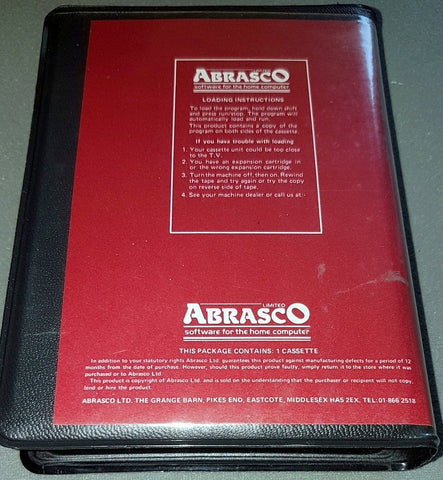 LIMITED
ABRASCO
software for the home computer
LOADING INSTRUCTIONS
To load the program, hold down shift
and press run/stop. The program will
automatically load and run.
This product contains a copy of the
program on both sides of the cassette.
If you have trouble with loading
1. Your cassette unit could be too close
to the T.V.
2. You have an expansion cartridge in
or the wrong expansion cartridge.
3. Turn the machine off, then on. Rewind
the tape and try again or try the copy
on reverse side of tape.
4. See your machine dealer or call us at:-
LIMITED
ABRASCO
software for the home computer
THIS PACKAGE CONTAINS: 1 CASSETTE
In addition to your statutory rights Abrasco Ltd. guarantees this product against manufacturing defects for a period of 12
months from the date of purchase. However, should this product prove faulty, simply return it to the store where it was
purchased or to Abrasco Ltd.
This product is copyright of Abrasco Ltd. and is sold on the understanding that the purchaser or recipient will not copy,
lend or hire the product.
ABRASCO LTD. THE GRANGE BARN, PIKES END, EASTCOTE, MIDDLESEX HA5 2EX. TEL: 01-866 2518